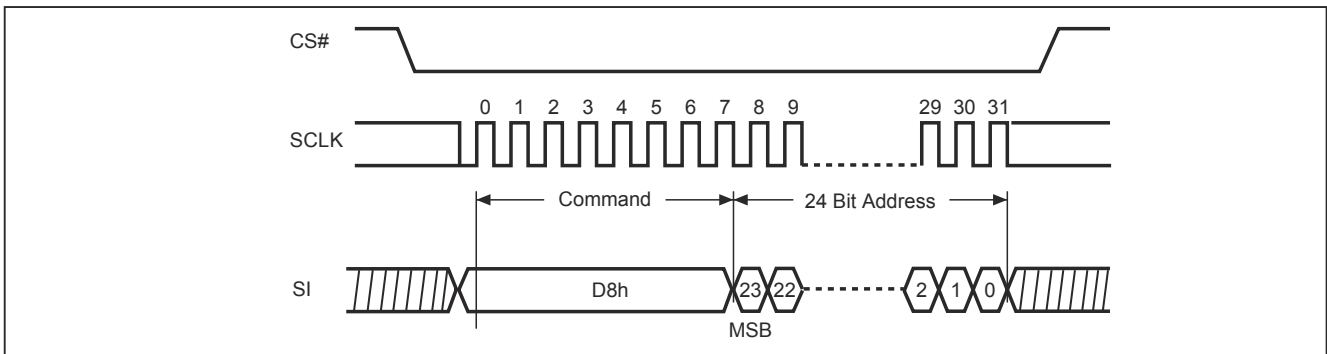 CS#
0 1 2 3 4 5 6 7 8 9 29 30 31
SCLK
Command 24 Bit Address
SI D8h 23 22 2 1 0
MSB